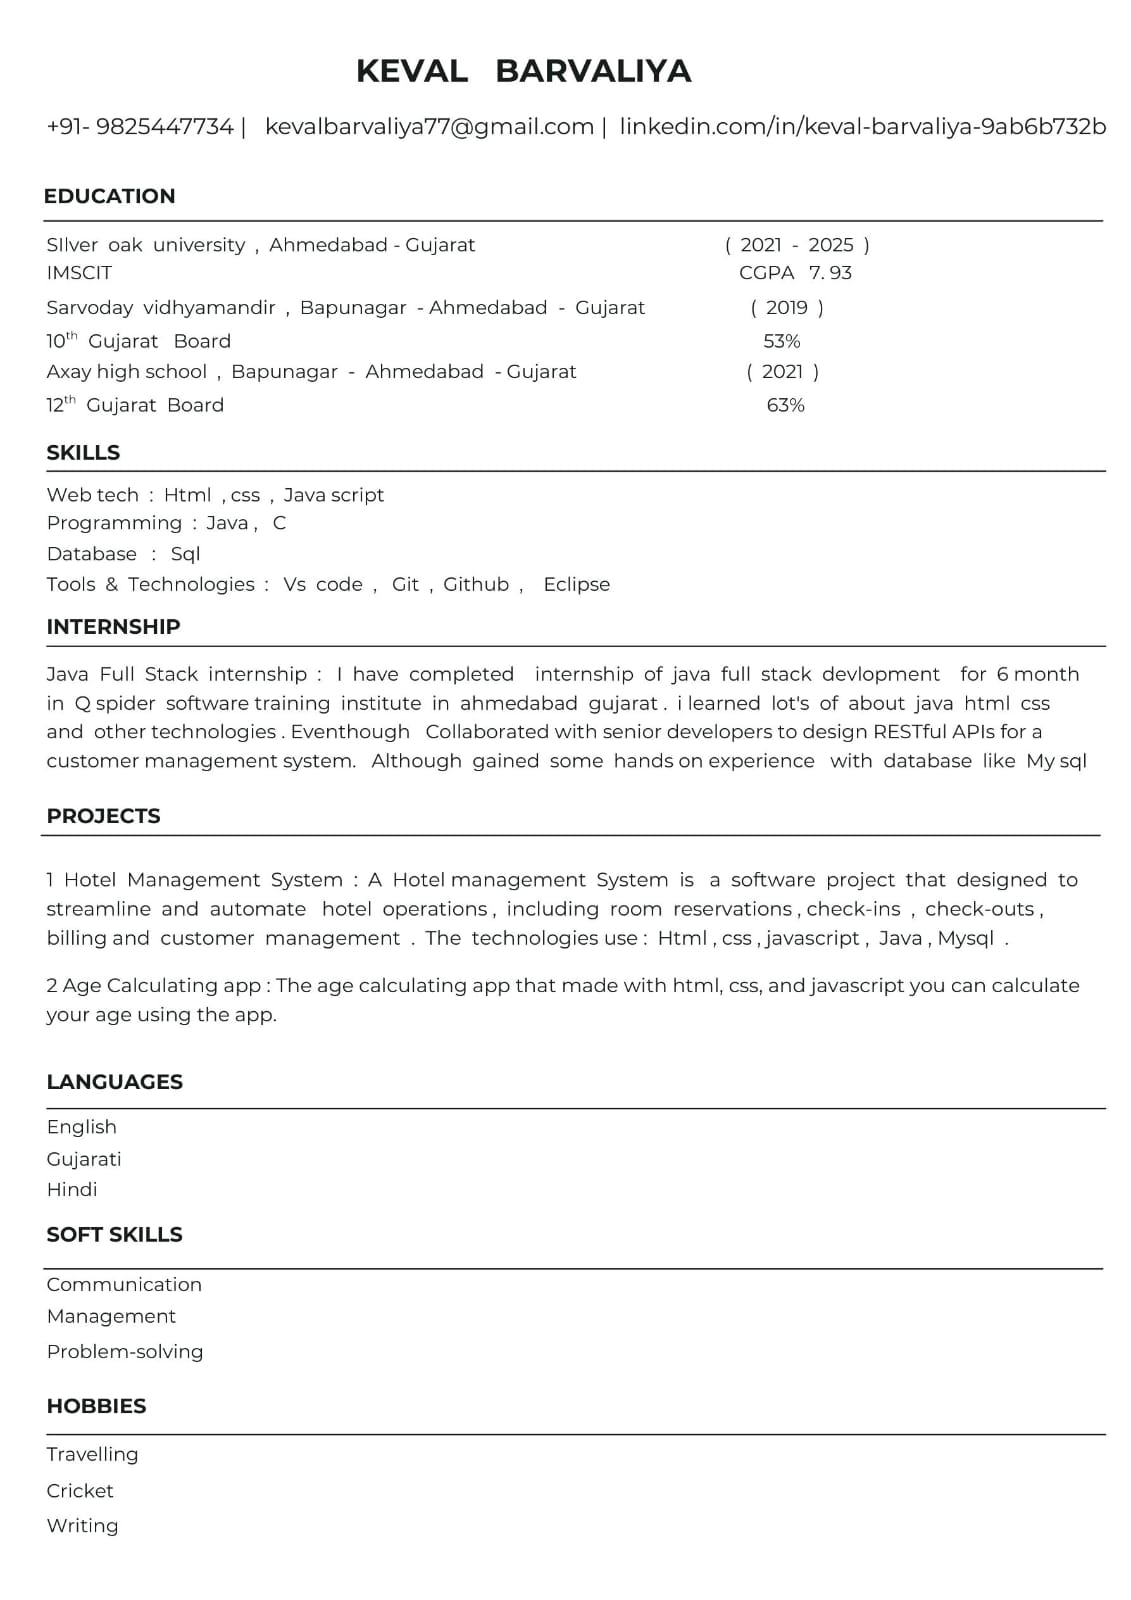 KEVAL BARVALIYA
+91- 9825447734 | kevalbarvaliya77@gmail.com | linkedin.com/in/keval-barvaliya-9ab6b732b
EDUCATION
SIlver oak university , Ahmedabad - Gujarat ( 2021 - 2025 )
IMSCIT CGPA 7. 93
Sarvoday vidhyamandir , Bapunagar - Ahmedabad - Gujarat ( 2019 )
10th Gujarat Board 53%
Axay high school , Bapunagar - Ahmedabad - Gujarat ( 2021 )
12th Gujarat Board 63%
SKILLS
Web tech : Html , css , Java script
Programming : Java , C
Database : Sql
Tools & Technologies : Vs code , Git , Github , Eclipse
INTERNSHIP
Java Full Stack internship : I have completed internship of java full stack devlopment for 6 month
in Q spider software training institute in ahmedabad gujarat . i learned lot's of about java html css
and other technologies . Eventhough Collaborated with senior developers to design RESTful APIs for a
customer management system. Although gained some hands on experience with database like My sql
PROJECTS
1 Hotel Management System : A Hotel management System is a software project that designed to
streamline and automate hotel operations , including room reservations , check-ins , check-outs ,
billing and customer management . The technologies use : Html , css , javascript , Java , Mysql .
2 Age Calculating app : The age calculating app that made with html, css, and javascript you can calculate
your age using the app.
LANGUAGES
English
Gujarati
Hindi
SOFT SKILLS
Communication
Management
Problem-solving
HOBBIES
Travelling
Cricket
Writing